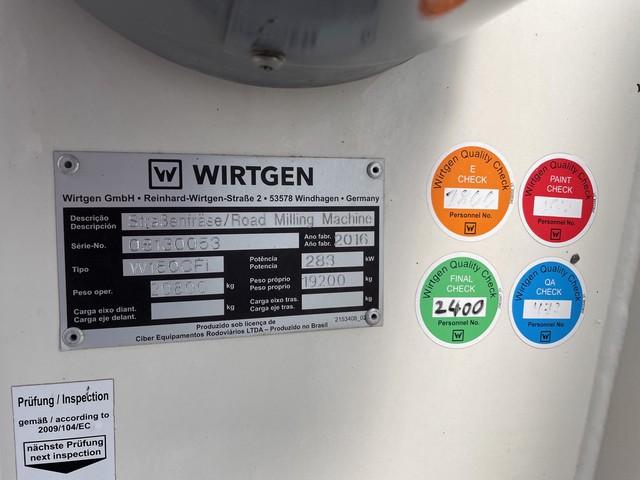 WIRTGEN
Wirtgen GmbH • Reinhard-Wirtgen-Straße 2 • 53578 Windhagen • Germany
Descrição
Descripción
Straßenfräse/Road Milling Machine
Série-No.
08130053
Ano fabr.
Año fabr.
2016
Tipo
W150CFi
Potência
Potencia
283 kW
Peso oper.
20800 kg
Peso próprio
Peso proprio
19200 kg
Carga eixo diant.
Carga eje delant.
kg
Carga eixo tras.
Carga eje tras.
kg
Produzido sob licença de
2153408_02
Ciber Equipamentos Rodoviários LTDA – Produzido no Brasil
Wirtgen Quality Check
E
CHECK
Personnel No.
Wirtgen Quality Check
PAINT
CHECK
Personnel No.
Wirtgen Quality Check
FINAL
CHECK
2400
Personnel No.
Wirtgen Quality Check
QA
CHECK
Personnel No.
Prüfung / Inspection
gemäß / according to
2009/104/EC
nächste Prüfung
next inspection